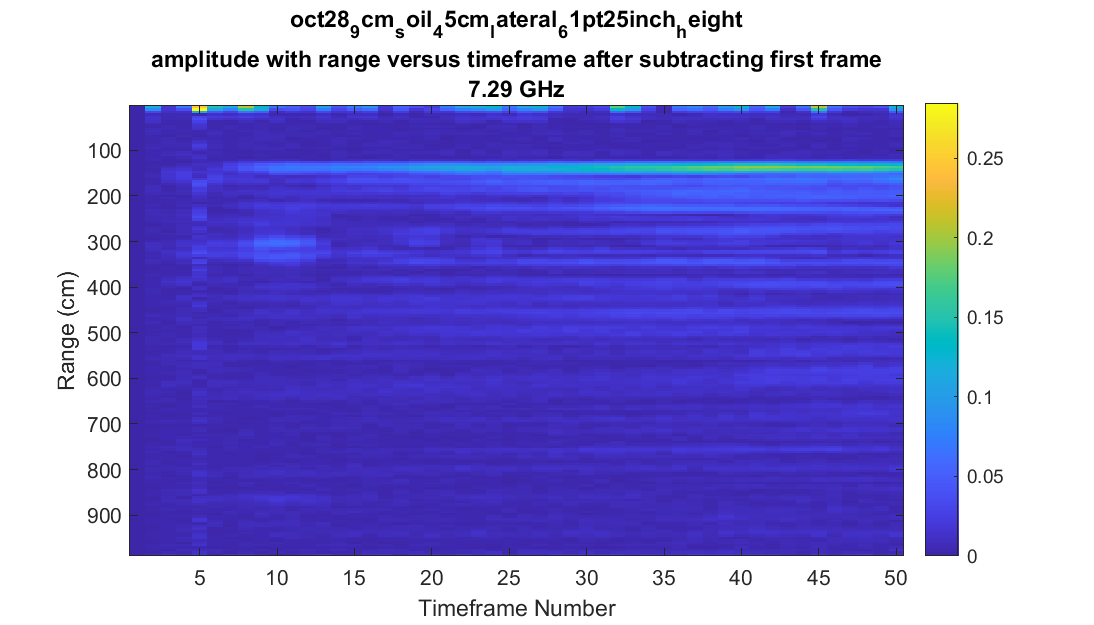 oct28₉cmₛoil₄5cmₗateral₆1pt25inchₕeight
amplitude with range versus timeframe after subtracting first frame
7.29 GHz
Range (cm)
100
200
300
400
500
600
700
800
900
5 10 15 20 25 30 35 40 45 50
Timeframe Number
0.25
0.2
0.15
0.1
0.05
0